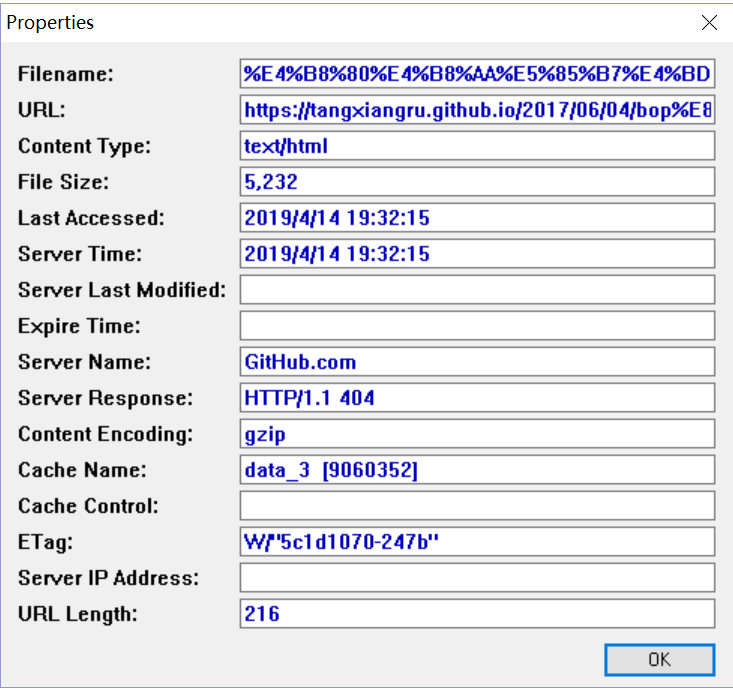 Properties
Filename: %E4%B8%80%E4%B8%AA%E5%85%B7%E4%BD
URL: https://tangxiangru.github.io/2017/06/04/bop%E8
Content Type: text/html
File Size: 5,232
Last Accessed: 2019/4/14 19:32:15
Server Time: 2019/4/14 19:32:15
Server Last Modified:
Expire Time:
Server Name: GitHub.com
Server Response: HTTP/1.1 404
Content Encoding: gzip
Cache Name: data_3  [9060352]
Cache Control:
ETag: W/"5c1d1070-247b"
Server IP Address:
URL Length: 216
OK